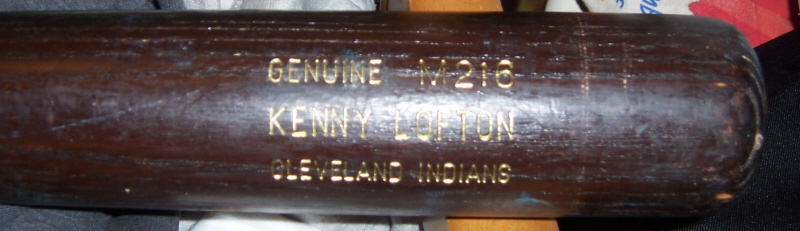 GENUINE M216
KENNY LOFTON
CLEVELAND INDIANS